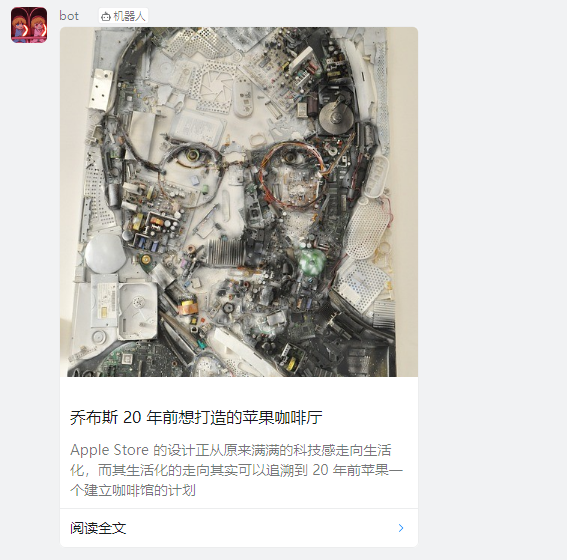 bot 机器人
乔布斯 20 年前想打造的苹果咖啡厅
Apple Store 的设计正从原来满满的科技感走向生活
化，而其生活化的走向其实可以追溯到 20 年前苹果一
个建立咖啡馆的计划
阅读全文